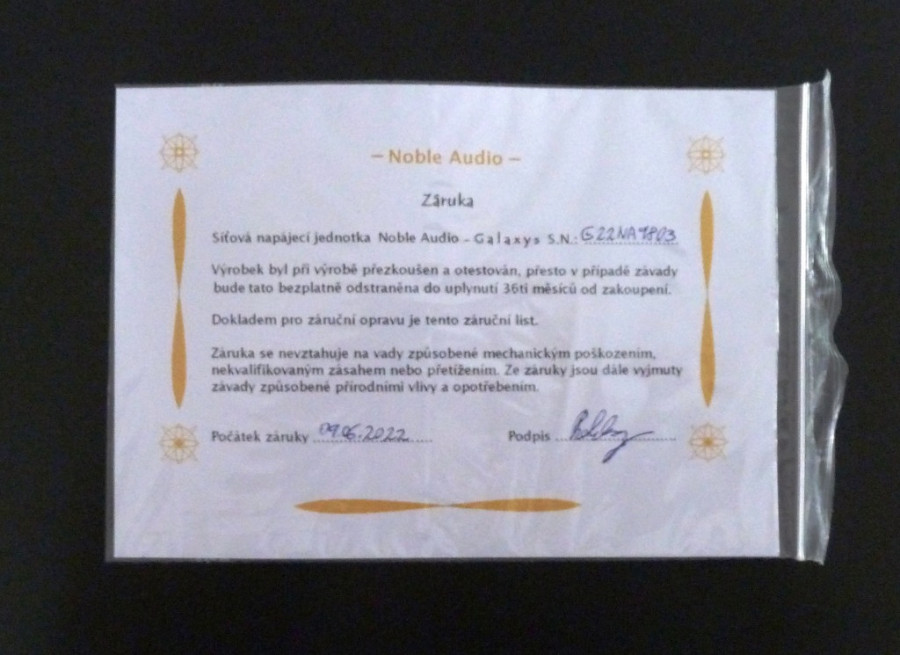 – Noble Audio –
Záruka
Síťová napájecí jednotka Noble Audio – Galaxys S.N.: G22NA9803
Výrobek byl při výrobě přezkoušen a otestován, přesto v případě závady
bude tato bezplatně odstraněna do uplynutí 36ti měsíců od zakoupení.
Dokladem pro záruční opravu je tento záruční list.
Záruka se nevztahuje na vady způsobené mechanickým poškozením,
nekvalifikovaným zásahem nebo přetížením. Ze záruky jsou dále vyjmuty
závady způsobené přírodními vlivy a opotřebením.
Počátek záruky 09.06.2022 Podpis